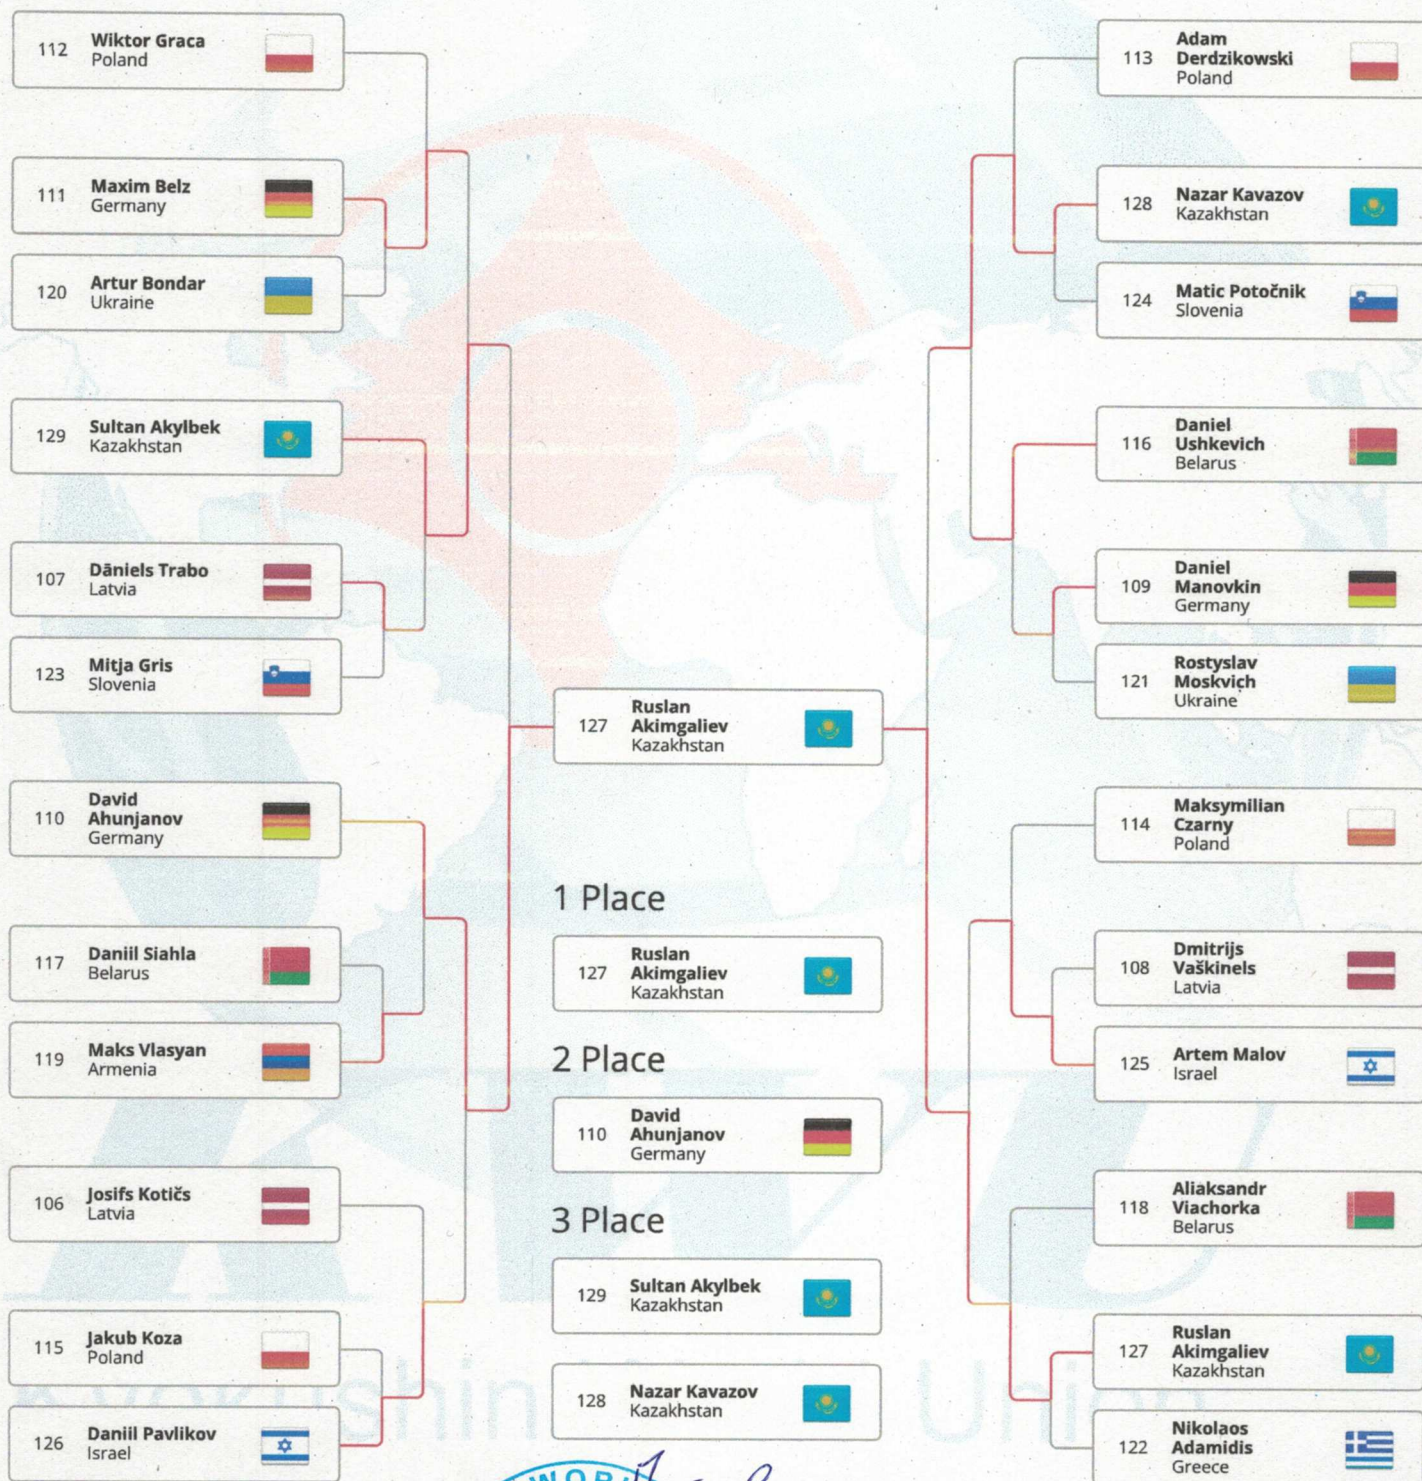 112 Wiktor Graca
Poland
111 Maxim Belz
Germany
120 Artur Bondar
Ukraine
129 Sultan Akylbek
Kazakhstan
107 Dāniels Trabo
Latvia
123 Mitja Gris
Slovenia
110 David
Ahunjanov
Germany
117 Daniil Siahla
Belarus
119 Maks Vlasyan
Armenia
106 Josifs Kotičs
Latvia
115 Jakub Koza
Poland
126 Daniil Pavlikov
Israel
127 Ruslan
Akimgaliev
Kazakhstan
1 Place
127 Ruslan
Akimgaliev
Kazakhstan
2 Place
110 David
Ahunjanov
Germany
3 Place
129 Sultan Akylbek
Kazakhstan
128 Nazar Kavazov
Kazakhstan
113 Adam
Derdzikowski
Poland
128 Nazar Kavazov
Kazakhstan
124 Matic Potočnik
Slovenia
116 Daniel
Ushkevich
Belarus
109 Daniel
Manovkin
Germany
121 Rostyslav
Moskvich
Ukraine
114 Maksymilian
Czarny
Poland
108 Dmitrijs
Vaškinels
Latvia
125 Artem Malov
Israel
118 Aliaksandr
Viachorka
Belarus
127 Ruslan
Akimgaliev
Kazakhstan
122 Nikolaos
Adamidis
Greece